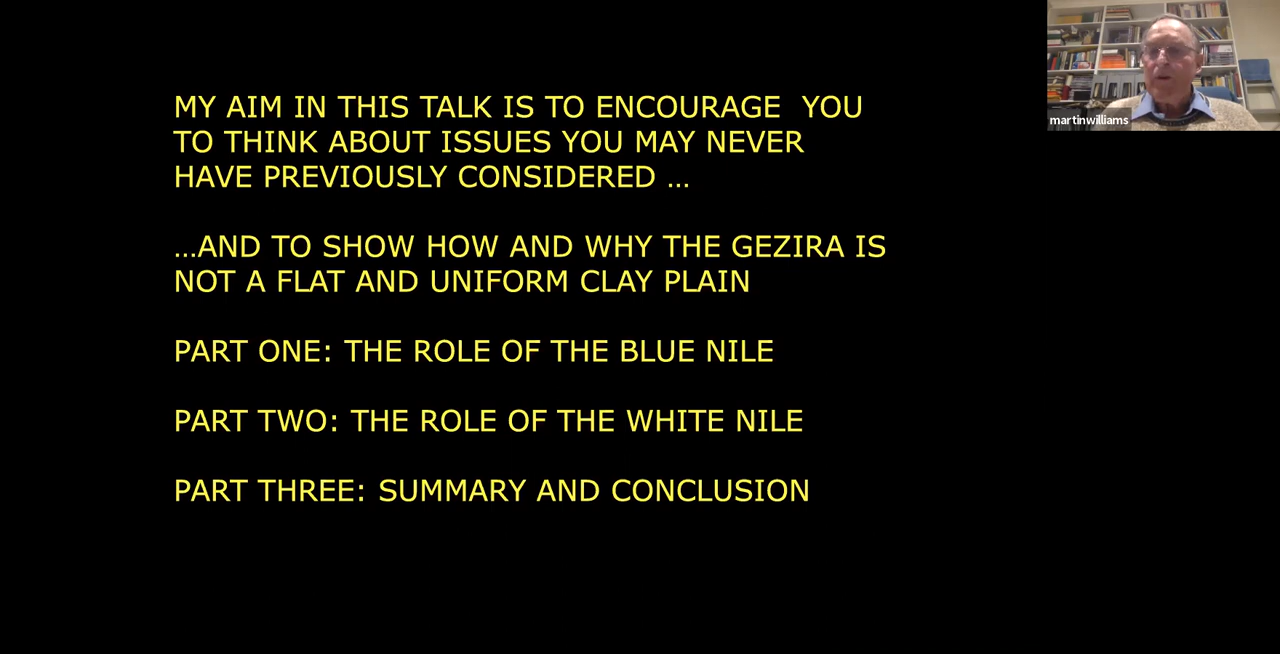 MY AIM IN THIS TALK IS TO ENCOURAGE YOU
TO THINK ABOUT ISSUES YOU MAY NEVER
HAVE PREVIOUSLY CONSIDERED ...
...AND TO SHOW HOW AND WHY THE GEZIRA IS
NOT A FLAT AND UNIFORM CLAY PLAIN
PART ONE: THE ROLE OF THE BLUE NILE
PART TWO: THE ROLE OF THE WHITE NILE
PART THREE: SUMMARY AND CONCLUSION
martinwilliams